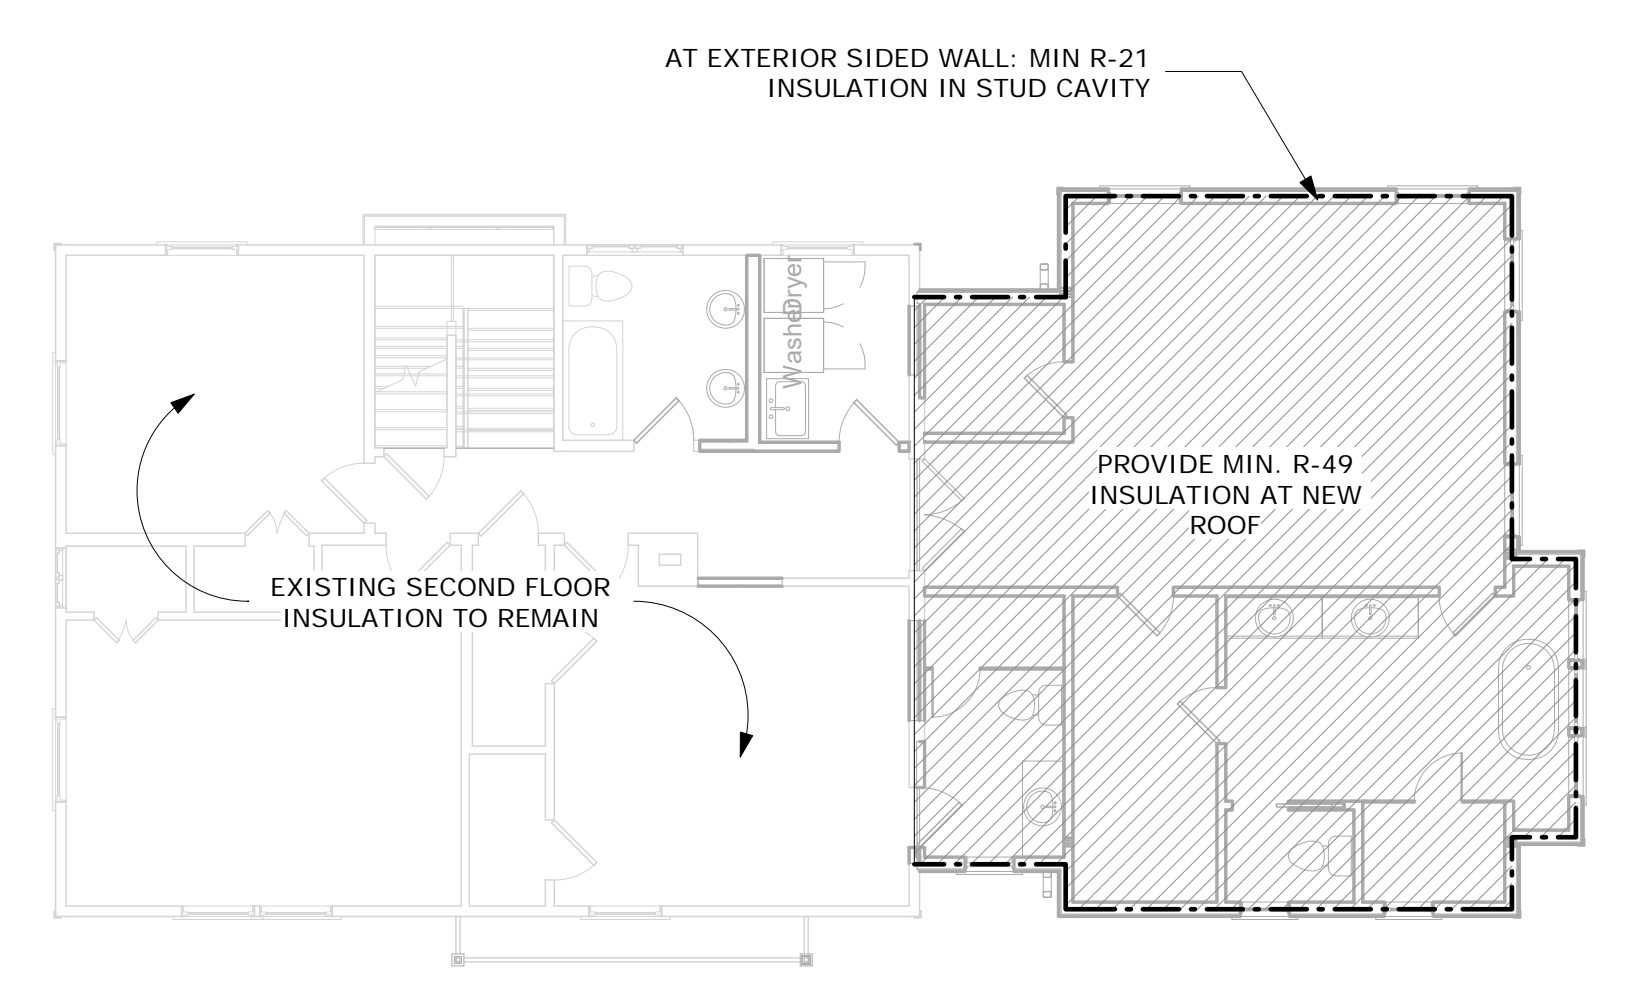 AT EXTERIOR SIDED WALL: MIN R-21
INSULATION IN STUD CAVITY
Dryer
Washer
PROVIDE MIN. R-49
INSULATION AT NEW
ROOF
EXISTING SECOND FLOOR
INSULATION TO REMAIN